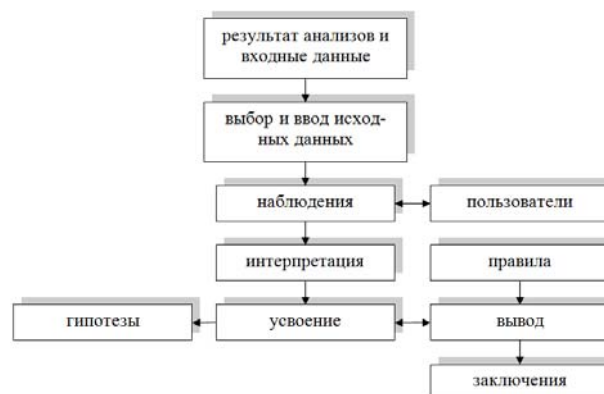 результат анализов и
входные данные
выбор и ввод исход-
ных данных
наблюдения
пользователи
интерпретация
правила
гипотезы
усвоение
вывод
заключения